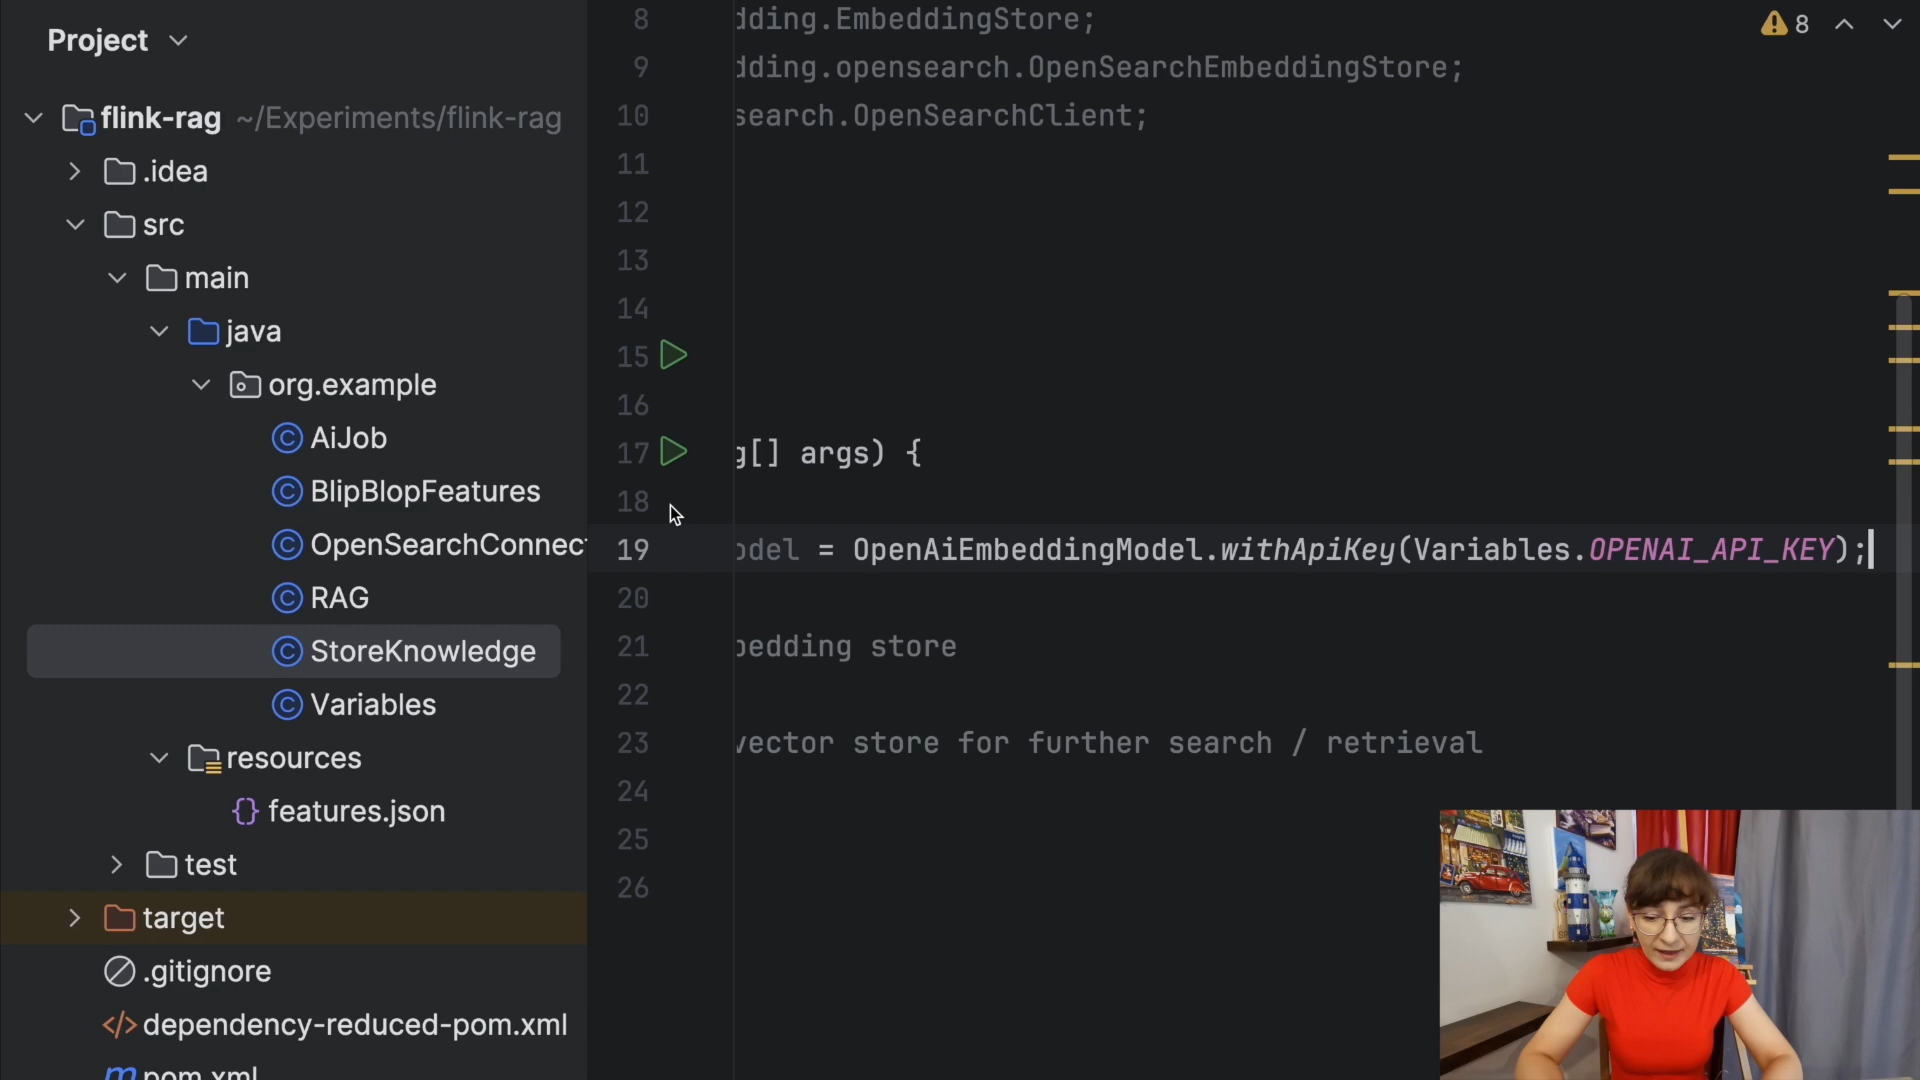 Project
flink-rag ~/Experiments/flink-rag
.idea
src
main
java
org.example
AiJob
BlipBlopFeatures
OpenSearchConnect
RAG
StoreKnowledge
Variables
resources
features.json
test
target
.gitignore
dependency-reduced-pom.xml
pom.xml
8
8 dding.EmbeddingStore;
9 dding.opensearch.OpenSearchEmbeddingStore;
10 search.OpenSearchClient;
11
12
13
14
15
16
17 g[] args) {
18
19 odel = OpenAiEmbeddingModel.withApiKey(Variables.OPENAI_API_KEY);
20
21 bedding store
22
23 vector store for further search / retrieval
24
25
26